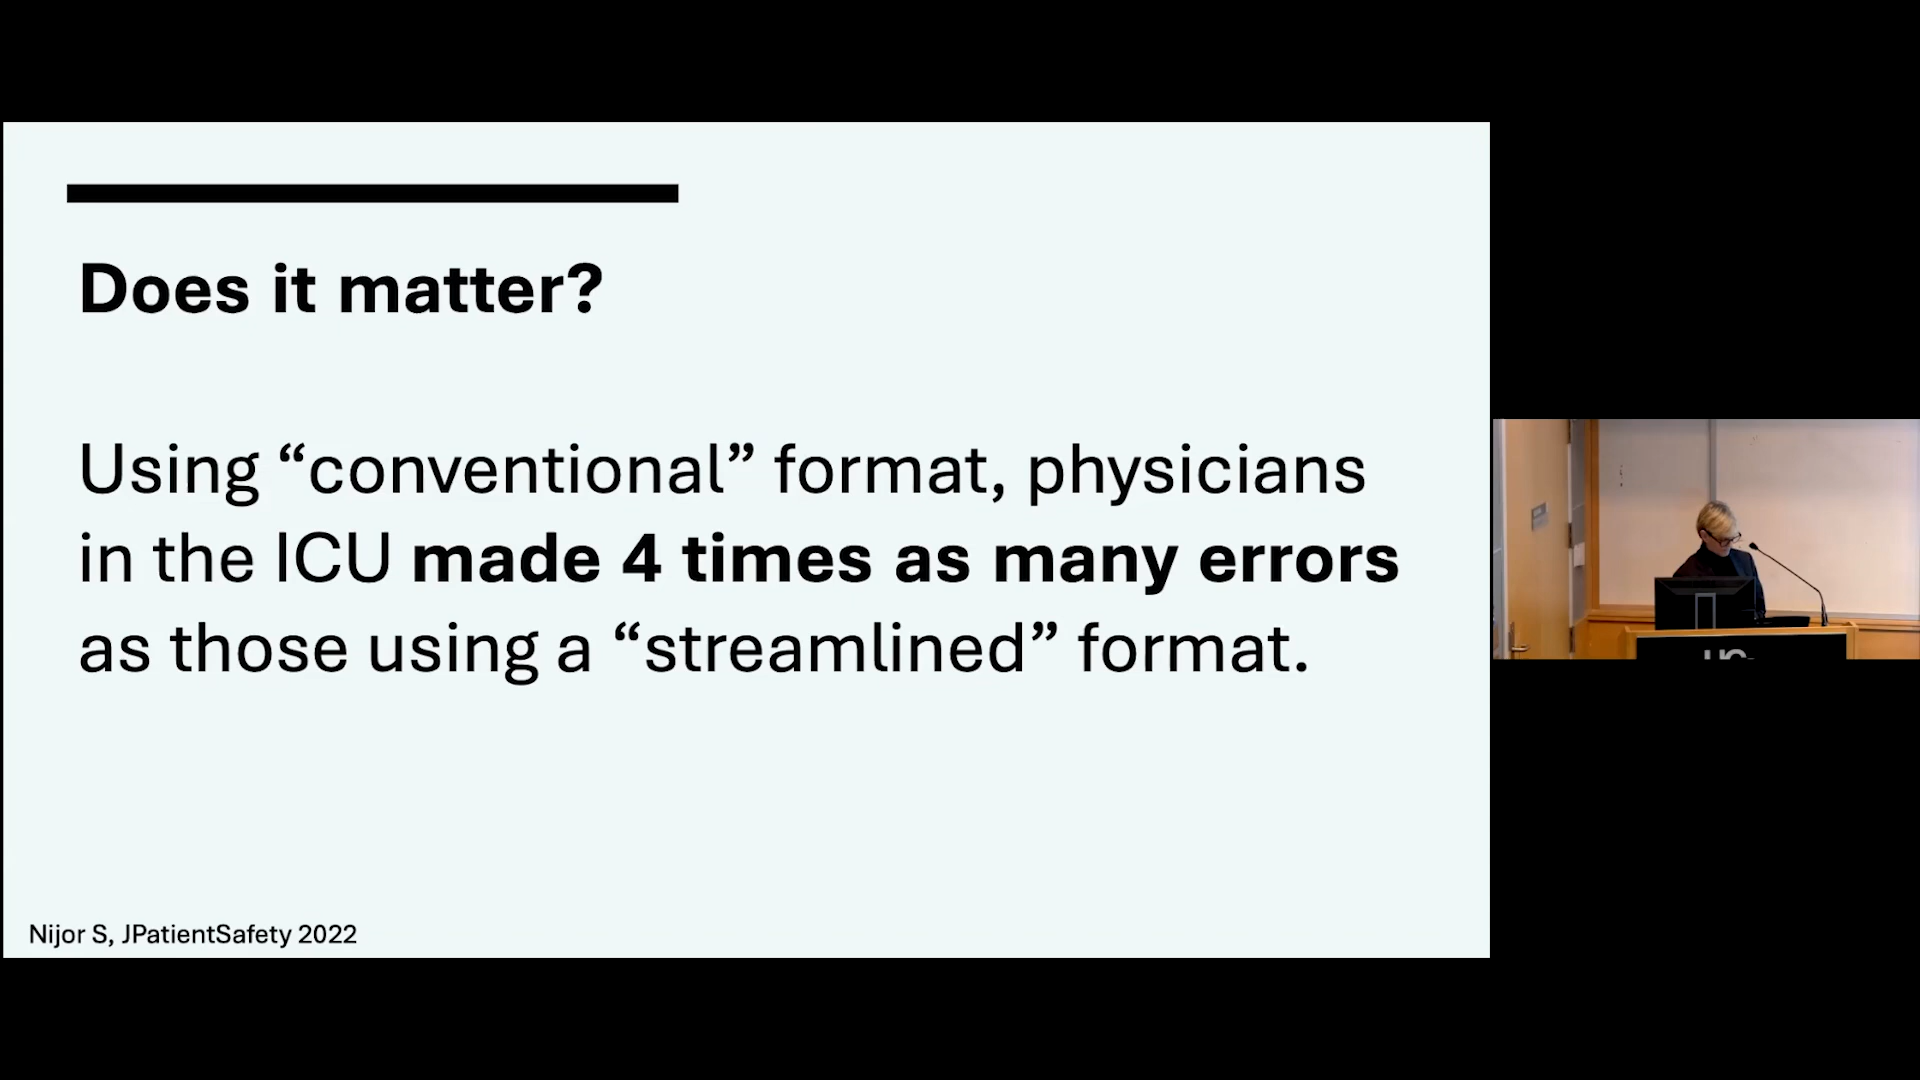 Does it matter?
Using “conventional” format, physicians
in the ICU made 4 times as many errors
as those using a “streamlined” format.
Nijor S, JPatientSafety 2022